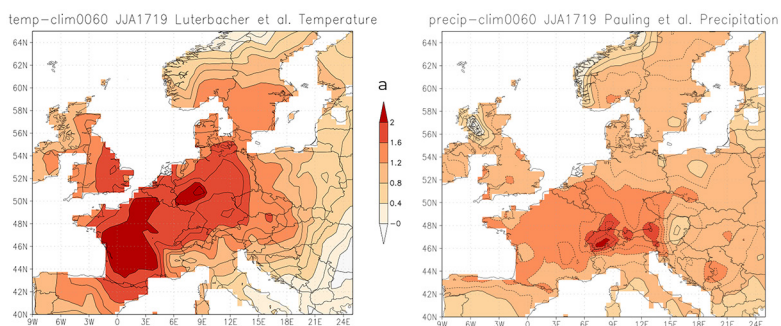 temp-clim0060 JJA1719 Luterbacher et al. Temperature
64N
62N
60N
58N
56N
54N
52N
50N
48N
46N
44N
42N
40N
9W 6W 3W 0 3E 6E 9E 12E 15E 18E 21E 24E
a
2
1.6
1.2
0.8
0.4
-0
precip-clim0060 JJA1719 Pauling et al. Precipitation
64N
62N
60N
58N
56N
54N
52N
50N
48N
46N
44N
42N
40N
9W 6W 3W 0 3E 6E 9E 12E 15E 18E 21E 24E